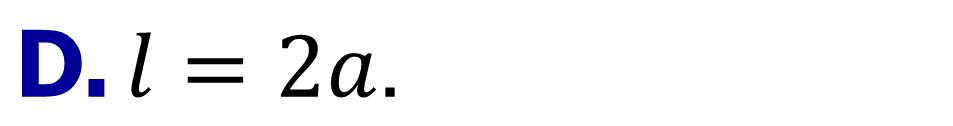 D. l = 2a.